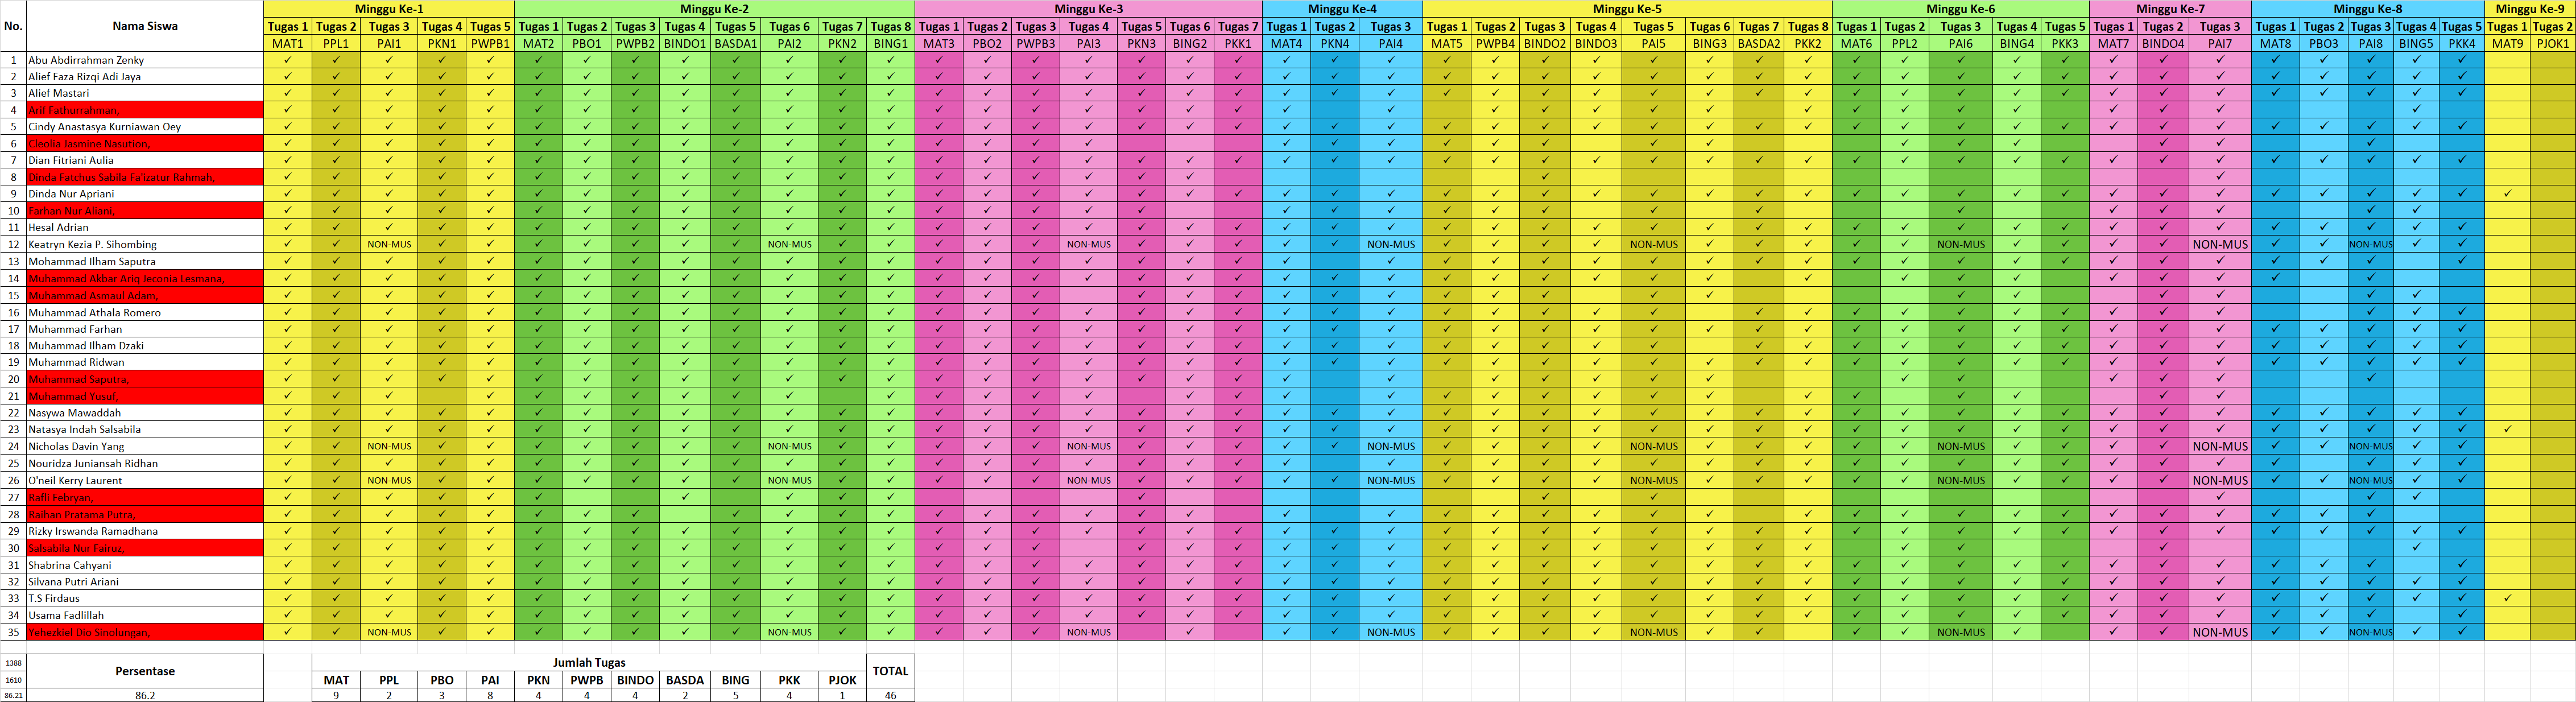 No. Nama Siswa Minggu Ke-1 Minggu Ke-2 Minggu Ke-3 Minggu Ke-4 Minggu Ke-5 Minggu Ke-6 Minggu Ke-7 Minggu Ke-8 Minggu Ke-9
Tugas 1 Tugas 2 Tugas 3 Tugas 4 Tugas 5 Tugas 1 Tugas 2 Tugas 3 Tugas 4 Tugas 5 Tugas 6 Tugas 7 Tugas 8 Tugas 1 Tugas 2 Tugas 3 Tugas 4 Tugas 5 Tugas 6 Tugas 7 Tugas 1 Tugas 2 Tugas 3 Tugas 1 Tugas 2 Tugas 3 Tugas 4 Tugas 5 Tugas 6 Tugas 7 Tugas 8 Tugas 1 Tugas 2 Tugas 3 Tugas 4 Tugas 5 Tugas 1 Tugas 2 Tugas 3 Tugas 1 Tugas 2 Tugas 3 Tugas 4 Tugas 5 Tugas 1 Tugas 2
MAT1 PPL1 PAI1 PKN1 PWPB1 MAT2 PBO1 PWPB2 BINDO1 BASDA1 PAI2 PKN2 BING1 MAT3 PBO2 PWPB3 PAI3 PKN3 BING2 PKK1 MAT4 PKN4 PAI4 MAT5 PWPB4 BINDO2 BINDO3 PAI5 BING3 BASDA2 PKK2 MAT6 PPL2 PAI6 BING4 PKK3 MAT7 BINDO4 PAI7 MAT8 PBO3 PAI8 BING5 PKK4 MAT9 PJOK1
1 Abu Abdirrahman Zenky
2 Alief Faza Rizqi Adi Jaya
3 Alief Mastari
4 Arif Fathurrahman,
5 Cindy Anastasya Kurniawan Oey
6 Cleolla Jasmine Nasution,
7 Dian Fitriani Aulia
8 Dinda Fatchus Sabila Fa'izatur Rahmah,
9 Dinda Nur Apriani
10 Farhan Nur Aliani,
11 Hesal Adrian
12 Keatryn Kezia P. Sihombing NON-MUS NON-MUS NON-MUS NON-MUS NON-MUS NON-MUS NON-MUS NON-MUS
13 Mohammad Ilham Saputra
14 Muhammad Akbar Ariq Jeconia Lesmana,
15 Muhammad Asmaul Adam,
16 Muhammad Athala Romero
17 Muhammad Farhan
18 Muhammad Ilham Dzaki
19 Muhammad Ridwan
20 Muhammad Saputra,
21 Muhammad Yusuf,
22 Nasywa Mawaddah
23 Natasya Indah Salsabila
24 Nicholas Davin Yang NON-MUS NON-MUS NON-MUS NON-MUS NON-MUS NON-MUS NON-MUS NON-MUS
25 Nouridza Juniansah Ridhan
26 O'neil Kerry Laurent NON-MUS NON-MUS NON-MUS NON-MUS NON-MUS NON-MUS NON-MUS NON-MUS
27 Rafli Febryan,
28 Raihan Pratama Putra,
29 Rizky Irswanda Ramadhana
30 Salsabila Nur Fairuz,
31 Shabrina Cahyani
32 Silvana Putri Ariani
33 T.S Firdaus
34 Usama Fadlillah
35 Yehezkiel Dio Sinolungan, NON-MUS NON-MUS NON-MUS NON-MUS NON-MUS NON-MUS NON-MUS NON-MUS
1388 Persentase Jumlah Tugas TOTAL
1610 MAT PPL PBO PAI PKN PWPB BINDO BASDA BING PKK PJOK
86.21 86.2 9 2 3 8 4 4 4 2 5 4 1 46